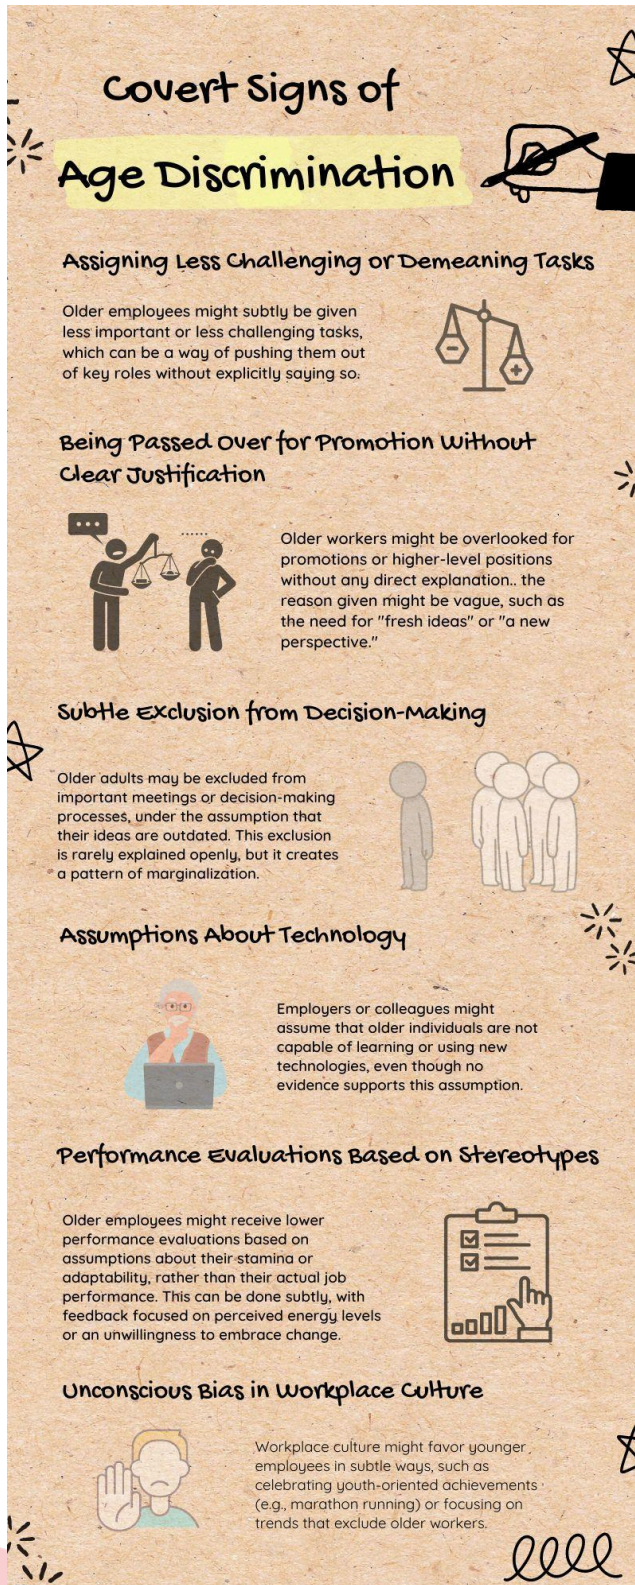 Covert Signs of
Age Discrimination
Assigning Less Challenging or Demeaning Tasks
Older employees might subtly be given
less important or less challenging tasks,
which can be a way of pushing them out
of key roles without explicitly saying so.
Being Passed Over for Promotion Without
Clear Justification
Older workers might be overlooked for
promotions or higher-level positions
without any direct explanation.. the
reason given might be vague, such as
the need for "fresh ideas" or "a new
perspective."
Subtle Exclusion from Decision-Making
Older adults may be excluded from
important meetings or decision-making
processes, under the assumption that
their ideas are outdated. This exclusion
is rarely explained openly, but it creates
a pattern of marginalization.
Assumptions About Technology
Employers or colleagues might
assume that older individuals are not
capable of learning or using new
technologies, even though no
evidence supports this assumption.
Performance Evaluations Based on Stereotypes
Older employees might receive lower
performance evaluations based on
assumptions about their stamina or
adaptability, rather than their actual job
performance. This can be done subtly, with
feedback focused on perceived energy levels
or an unwillingness to embrace change.
Unconscious Bias in Workplace Culture
Workplace culture might favor younger
employees in subtle ways, such as
celebrating youth-oriented achievements
(e.g., marathon running) or focusing on
trends that exclude older workers.